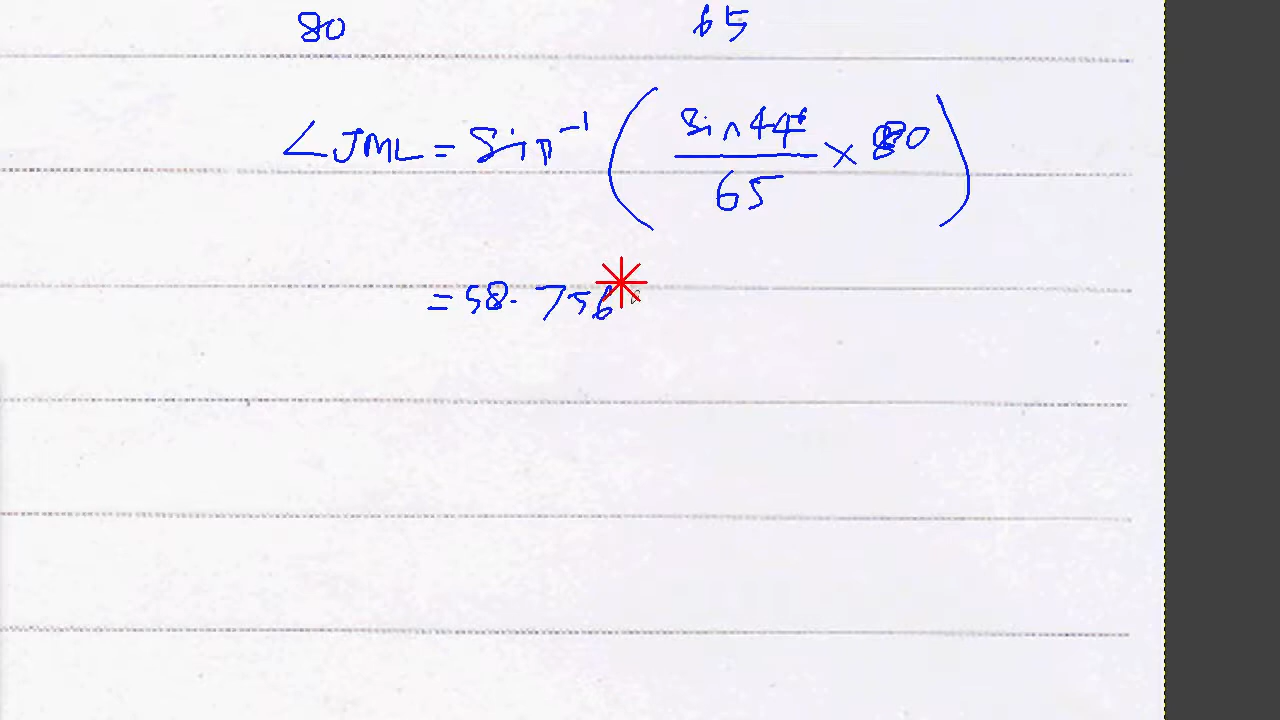 80 65
∠JML = Sin⁻¹ ( sin 44° / 65 × 80 )
= 58.756